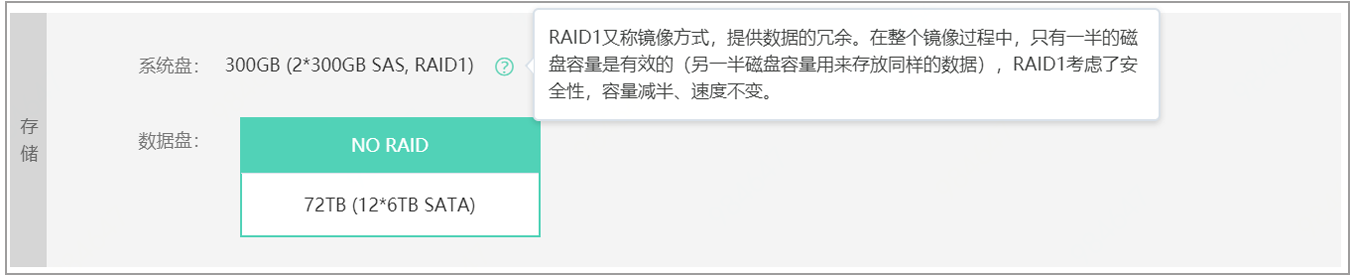 存
储
系统盘：
300GB (2*300GB SAS, RAID1)
?
RAID1又称镜像方式，提供数据的冗余。在整个镜像过程中，只有一半的磁
盘容量是有效的（另一半磁盘容量用来存放同样的数据），RAID1考虑了安
全性，容量减半、速度不变。
数据盘：
NO RAID
72TB (12*6TB SATA)